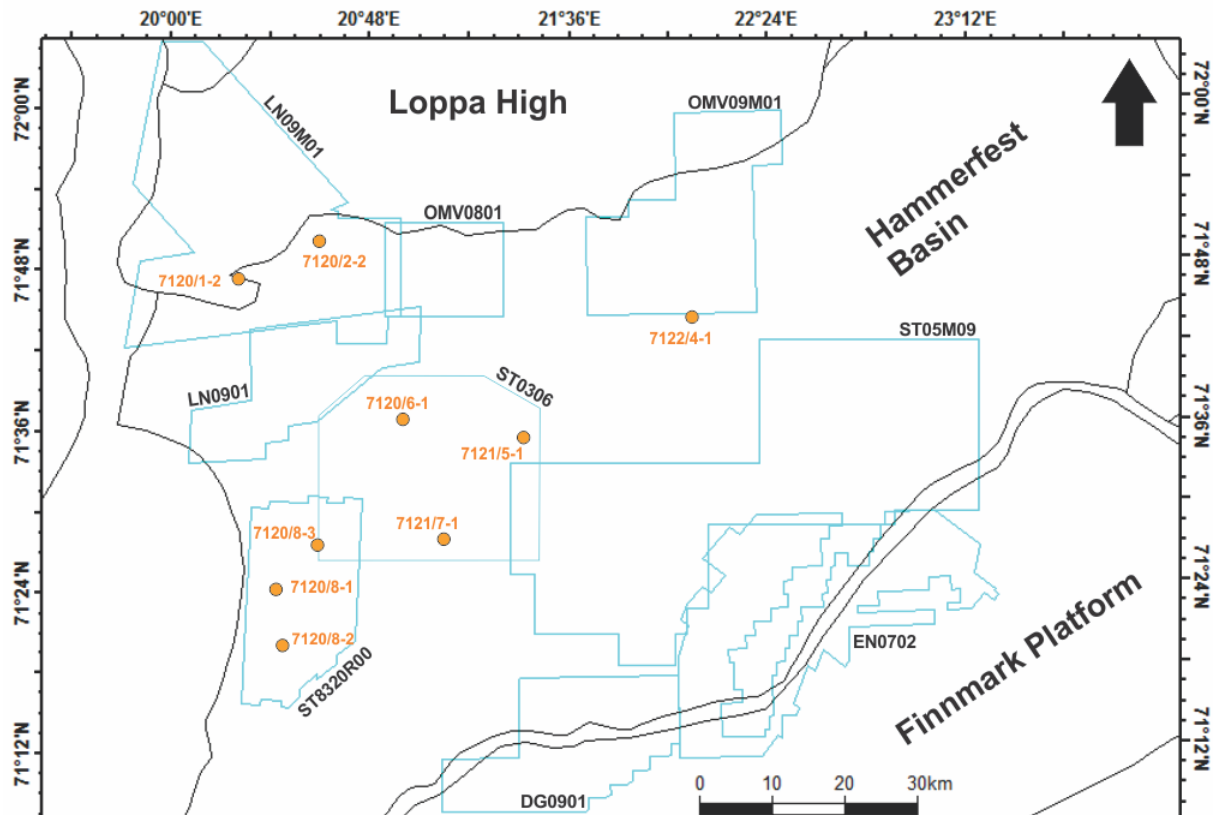 20°00'E
20°48'E
21°36'E
22°24'E
23°12'E
72°00'N
72°00'N
Loppa High
LN09M01
OMV09M01
Hammerfest
Basin
OMV0801
7120/2-2
71°48'N
71°48'N
7120/1-2
7122/4-1
ST05M09
LN0901
ST0306
7120/6-1
71°36'N
71°36'N
7121/5-1
7120/8-3
7121/7-1
71°24'N
71°24'N
7120/8-1
7120/8-2
EN0702
ST8320R00
Finnmark Platform
71°12'N
71°12'N
DG0901
0
10
20
30km